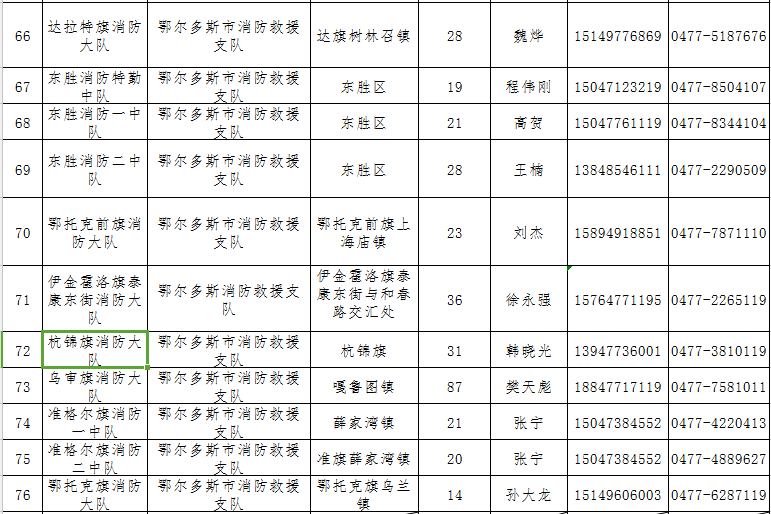 66 达拉特旗消防大队 鄂尔多斯市消防救援支队 达旗树林召镇 28 魏烨 15149776869 0477-5187676
67 东胜消防特勤中队 鄂尔多斯市消防救援支队 东胜区 19 程伟刚 15047123219 0477-8504107
68 东胜消防一中队 鄂尔多斯市消防救援支队 东胜区 21 高贺 15047761119 0477-8344104
69 东胜消防二中队 鄂尔多斯市消防救援支队 东胜区 28 王楠 13848546111 0477-2290509
70 鄂托克前旗消防大队 鄂尔多斯市消防救援支队 鄂托克前旗上海庙镇 23 刘杰 15894918851 0477-7871110
71 伊金霍洛旗泰康东街消防大队 鄂尔多斯消防救援支队 伊金霍洛旗泰康东街与和春路交汇处 36 徐永强 15764771195 0477-2265119
72 杭锦旗消防大队 鄂尔多斯市消防救援支队 杭锦旗 31 韩晓光 13947736001 0477-3810119
73 乌审旗消防大队 鄂尔多斯市消防救援支队 嘎鲁图镇 87 樊天彪 18847717119 0477-7581011
74 准格尔旗消防一中队 鄂尔多斯市消防救援支队 薛家湾镇 21 张宁 15047384552 0477-4220413
75 准格尔旗消防二中队 鄂尔多斯市消防救援支队 准旗薛家湾镇 20 张宁 15047384552 0477-4889627
76 鄂托克旗消防大队 鄂尔多斯市消防救援支队 鄂托克旗乌兰镇 14 孙大龙 15149606003 0477-6287119